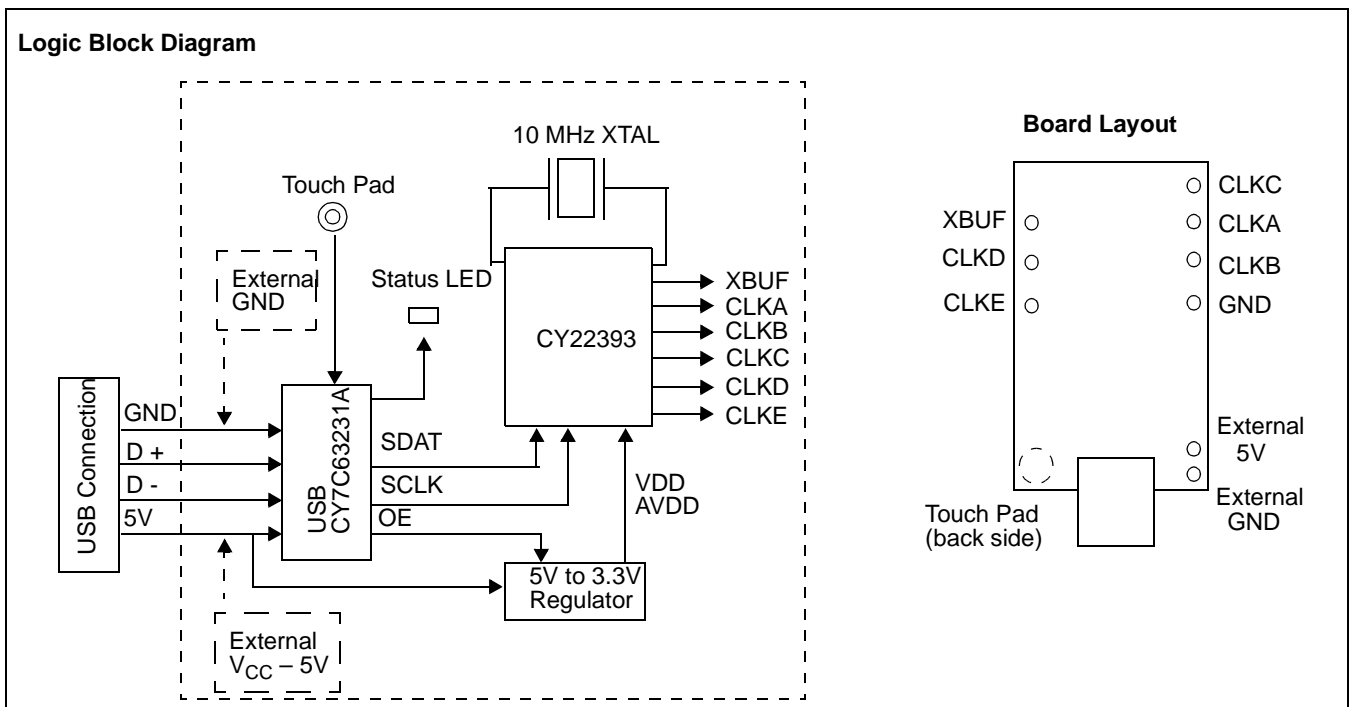 Logic Block Diagram
10 MHz XTAL
Touch Pad
External
GND
Status LED
CY22393
XBUF
CLKA
CLKB
CLKC
CLKD
CLKE
USB Connection
GND
D +
D -
5V
USB
CY7C63231A
SDAT
SCLK
OE
VDD
AVDD
5V to 3.3V
Regulator
External
VCC – 5V
Board Layout
XBUF
CLKD
CLKE
CLKC
CLKA
CLKB
GND
External
5V
External
GND
Touch Pad
(back side)